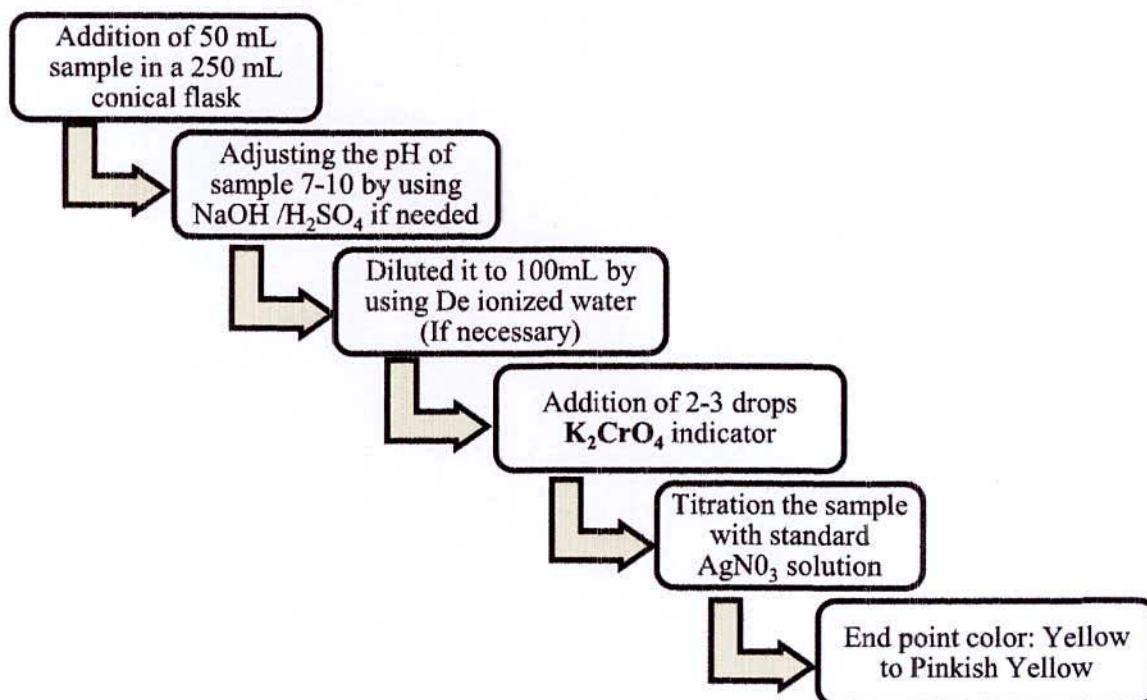 Addition of 50 mL
sample in a 250 mL
conical flask
Adjusting the pH of
sample 7-10 by using
NaOH /H₂SO₄ if needed
Diluted it to 100mL by
using De ionized water
(If necessary)
Addition of 2-3 drops
K₂CrO₄ indicator
Titration the sample
with standard
AgN0₃ solution
End point color: Yellow
to Pinkish Yellow